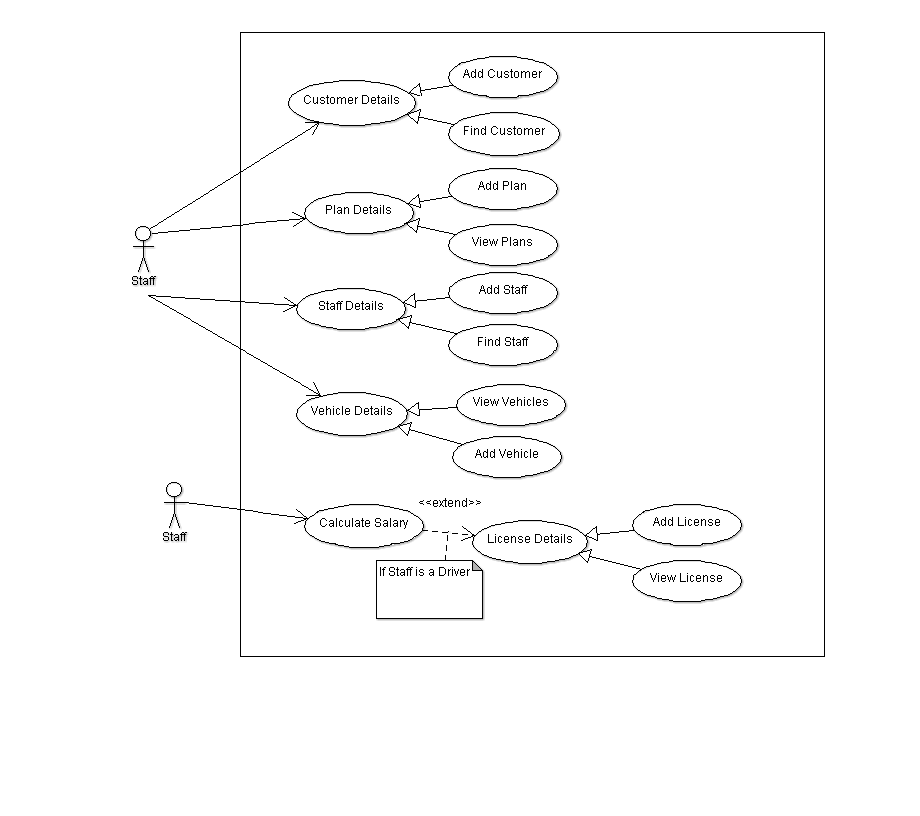 Add Customer
Customer Details
Find Customer
Add Plan
Plan Details
View Plans
Staff
Add Staff
Staff Details
Find Staff
View Vehicles
Vehicle Details
Add Vehicle
<<extend>>
Staff
Calculate Salary
License Details
Add License
If Staff is a Driver
View License